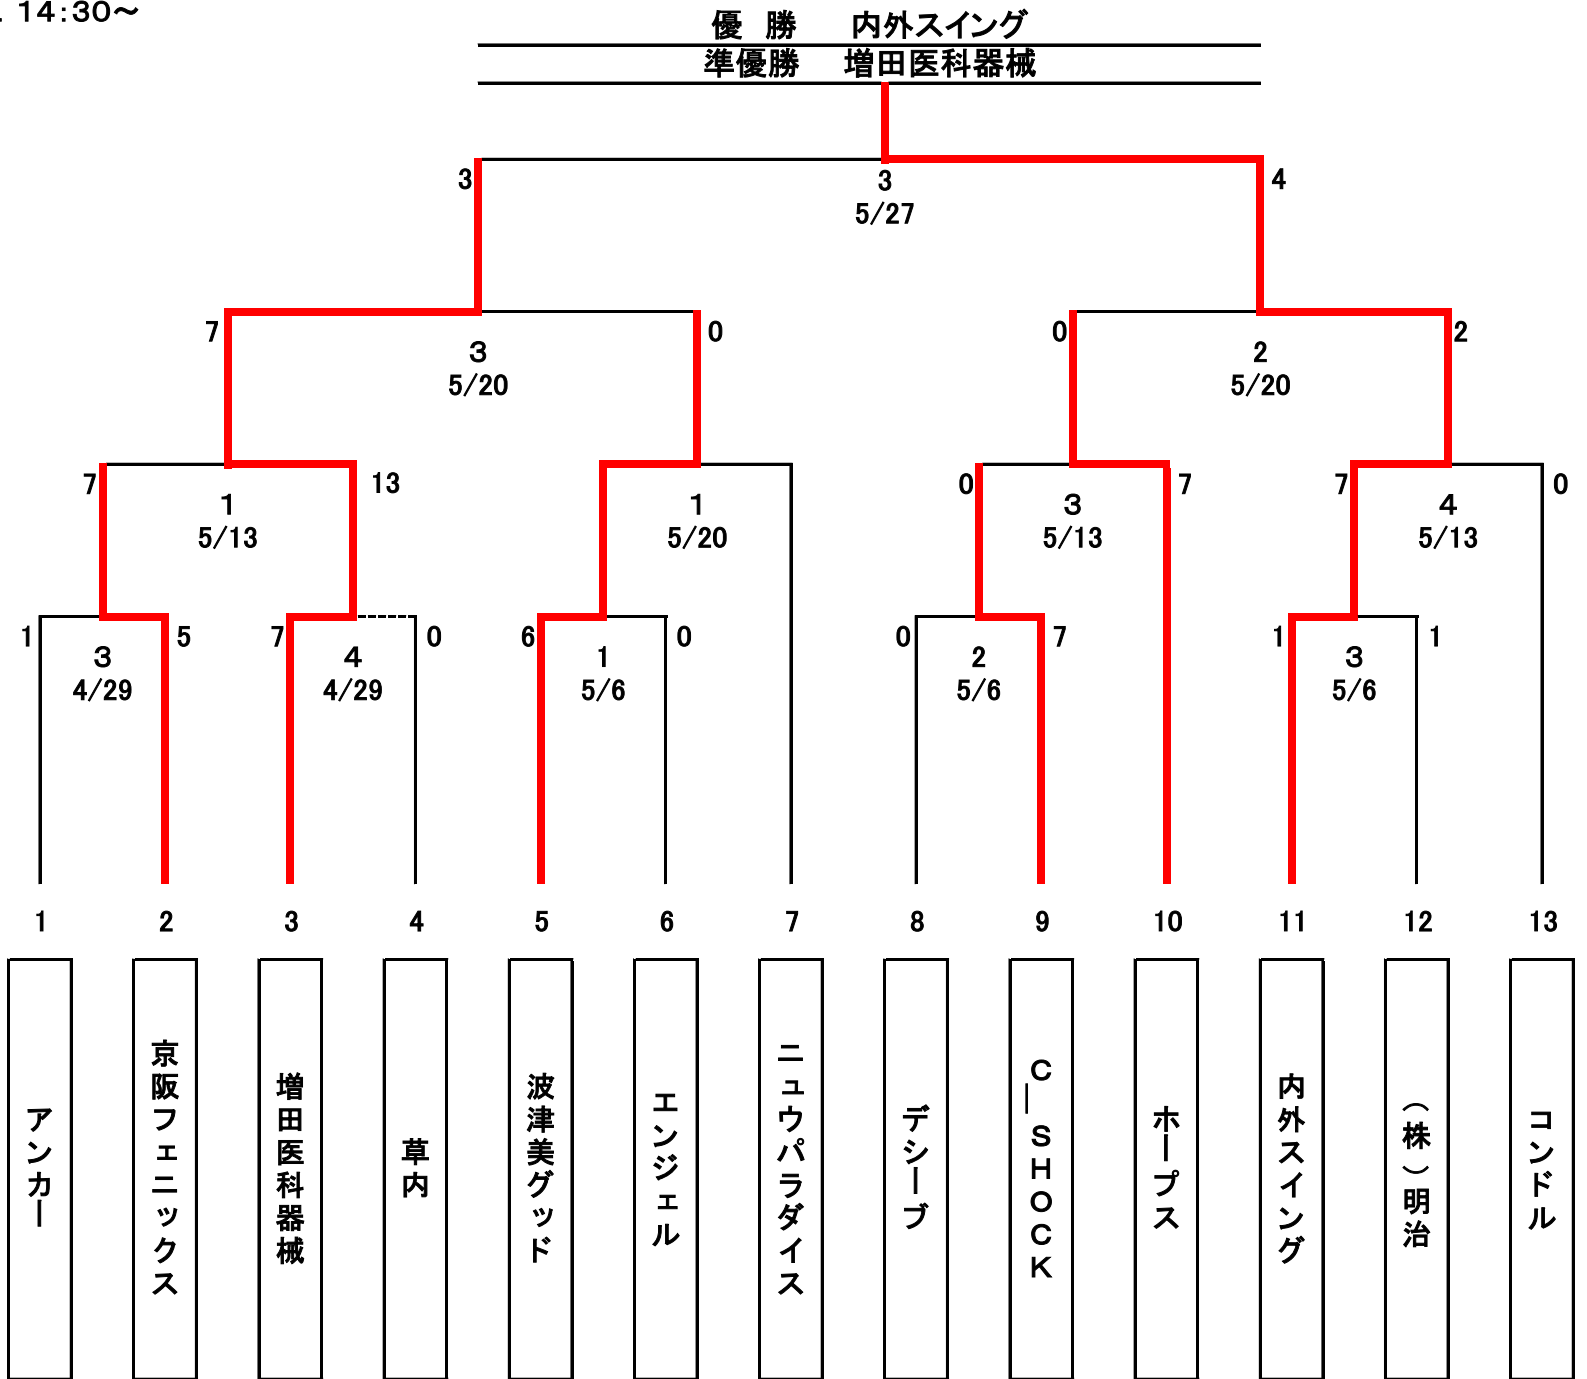 . 14:30~
優 勝 内外スイング
準優勝 増田医科器械
3 3 4
5/27
7 0 0 2
3 2
5/20 5/20
7 13 0 7 7 0
1 1 3 4
5/13 5/20 5/13 5/13
1 5 7 0 6 0 0 7 1 1
3 4 1 2 3
4/29 4/29 5/6 5/6 5/6
1 2 3 4 5 6 7 8 9 10 11 12 13
アンカー
京阪フェニックス
増田医科器械
草内
波津美グッド
エンジェル
ニュウパラダイス
デシーブ
C_SHOCK
ホープス
内外スイング
(株)明治
コンドル